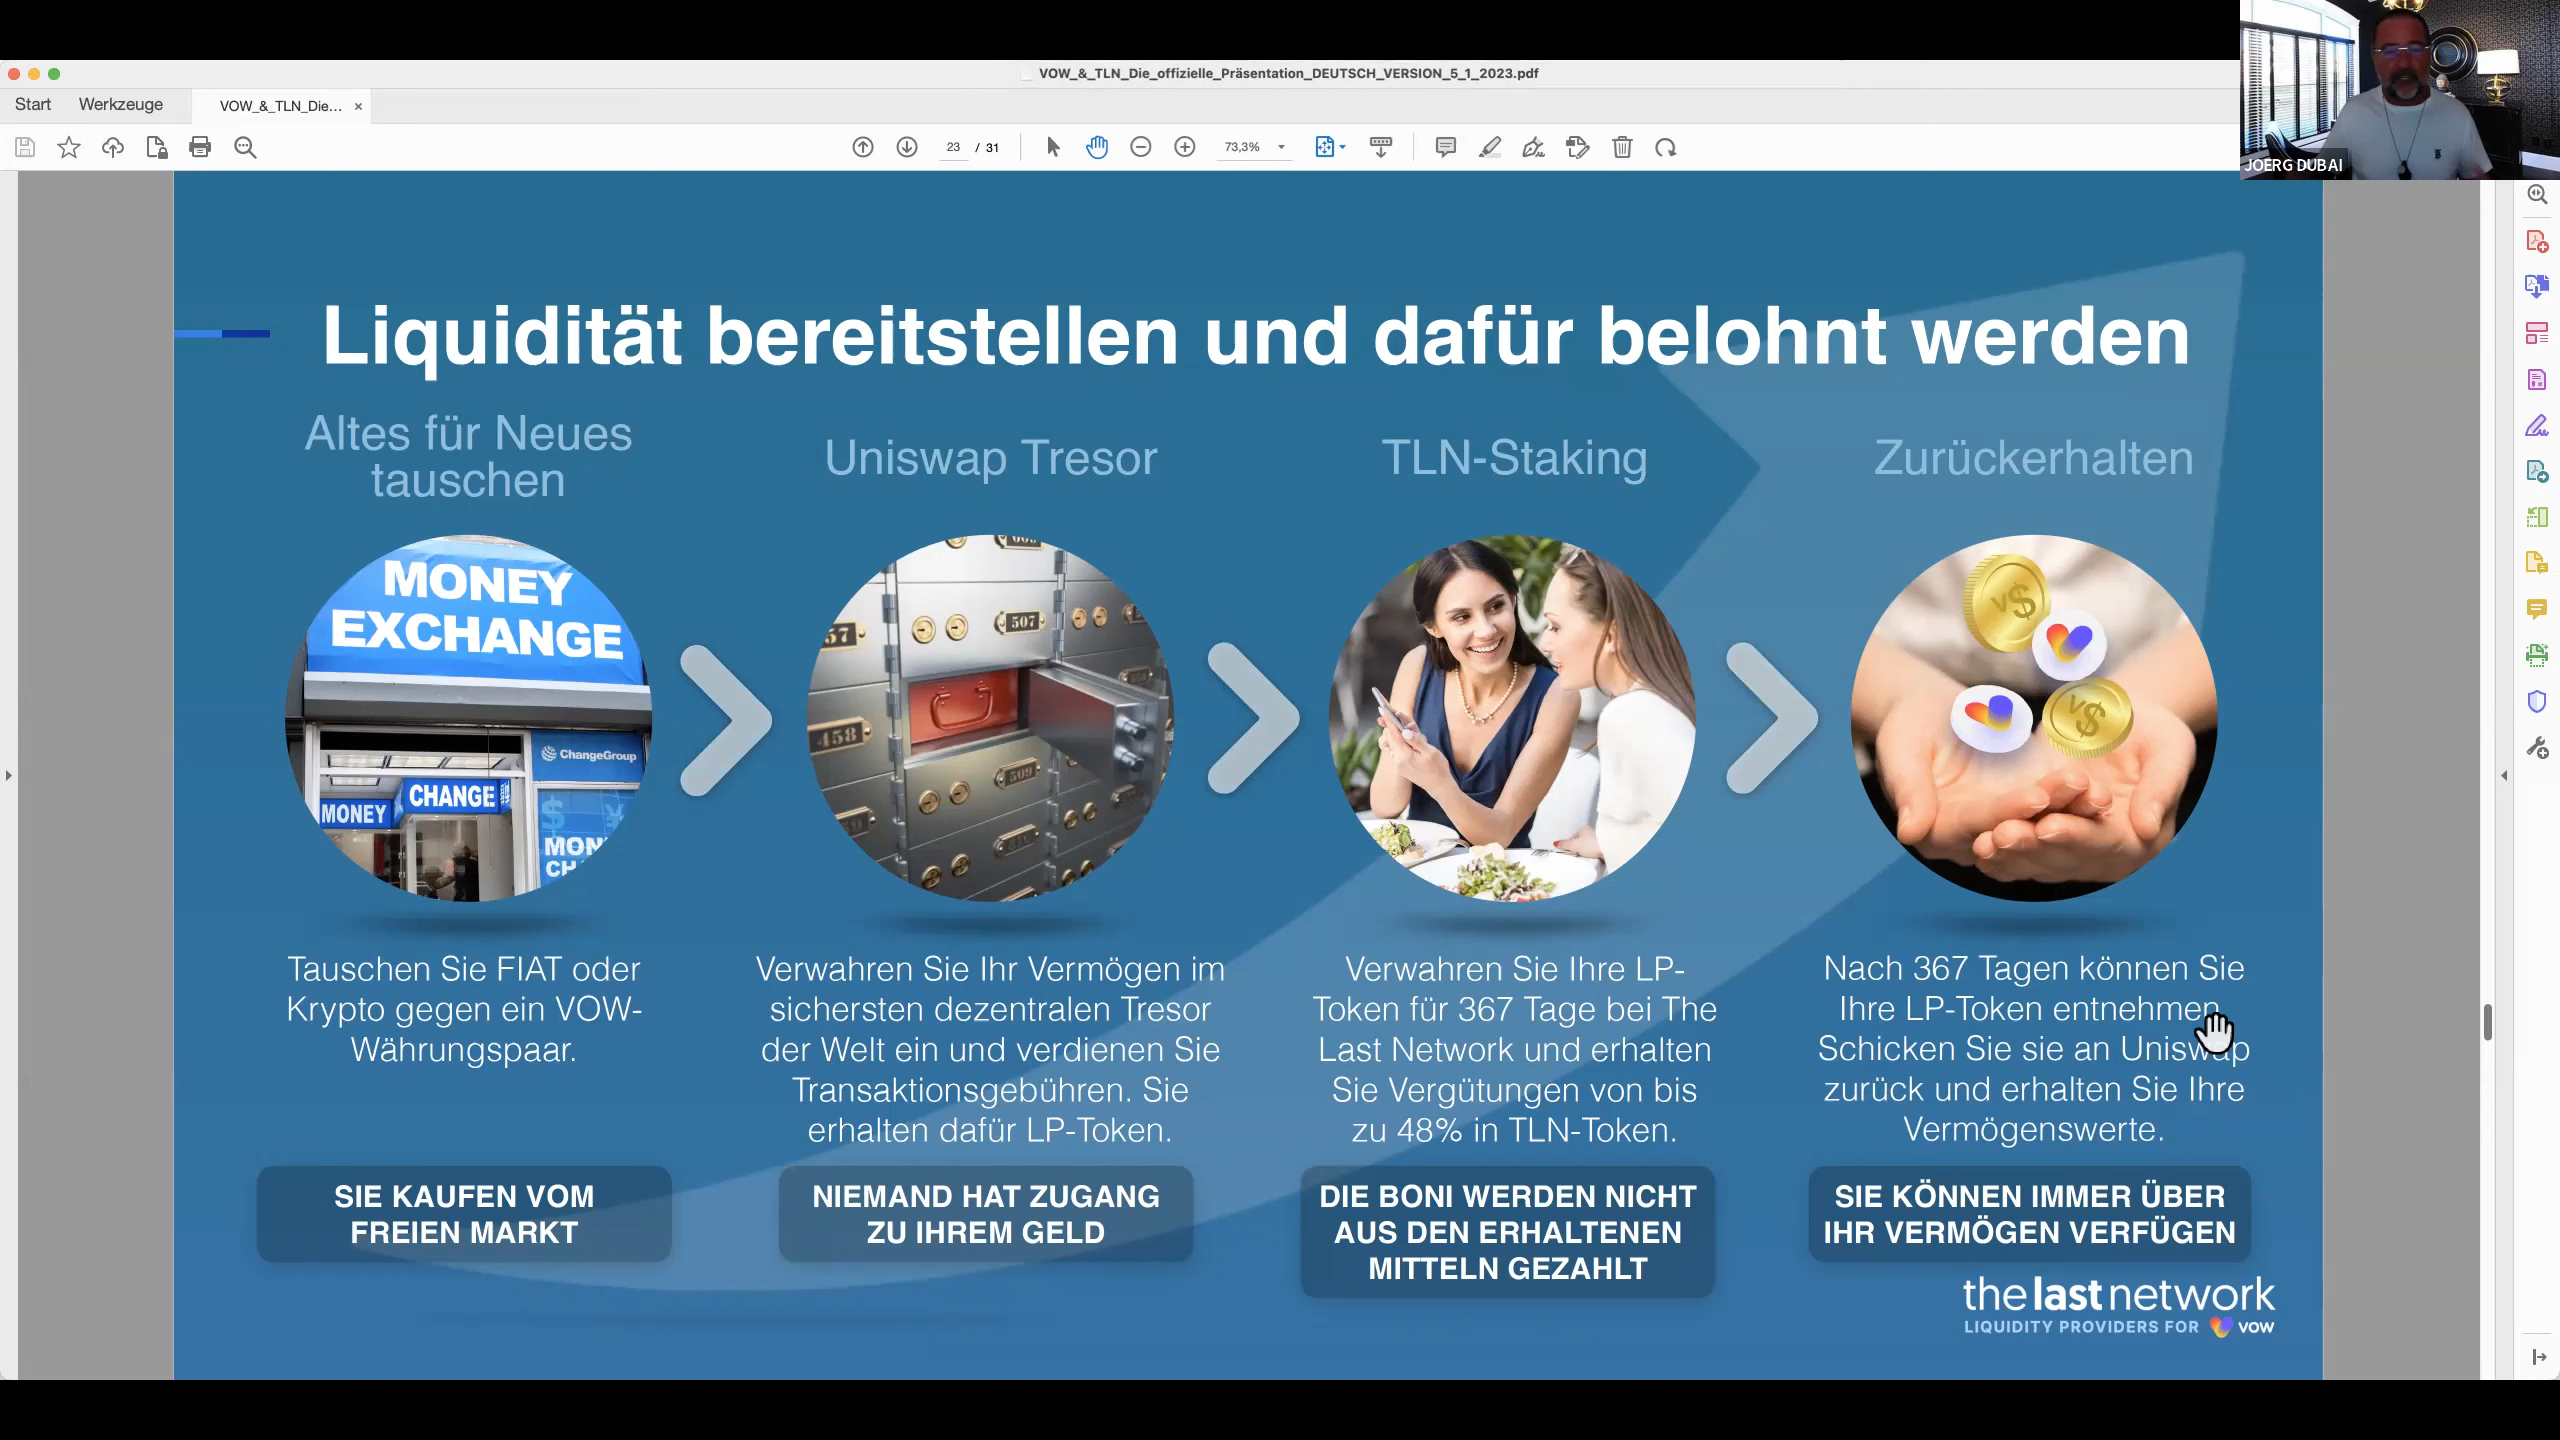 VOW_&_TLN_Die_offizielle_Präsentation_DEUTSCH_VERSION_5_1_2023.pdf
Start
Werkzeuge
VOW_&_TLN_Die...
23 / 31
73,3%
JOERG DUBAI
Liquidität bereitstellen und dafür belohnt werden
Altes für Neues
tauschen
Uniswap Tresor
TLN-Staking
Zurückerhalten
MONEY
EXCHANGE
ChangeGroup
CHANGE
MONEY
507
458
509
Tauschen Sie FIAT oder
Krypto gegen ein VOW-
Währungspaar.
SIE KAUFEN VOM
FREIEN MARKT
Verwahren Sie Ihr Vermögen im
sichersten dezentralen Tresor
der Welt ein und verdienen Sie
Transaktionsgebühren. Sie
erhalten dafür LP-Token.
NIEMAND HAT ZUGANG
ZU IHREM GELD
Verwahren Sie Ihre LP-
Token für 367 Tage bei The
Last Network und erhalten
Sie Vergütungen von bis
zu 48% in TLN-Token.
DIE BONI WERDEN NICHT
AUS DEN ERHALTENEN
MITTELN GEZAHLT
Nach 367 Tagen können Sie
Ihre LP-Token entnehmen
Schicken Sie sie an Uniswap
zurück und erhalten Sie Ihre
Vermögenswerte.
SIE KÖNNEN IMMER ÜBER
IHR VERMÖGEN VERFÜGEN
the last network
LIQUIDITY PROVIDERS FOR VOW